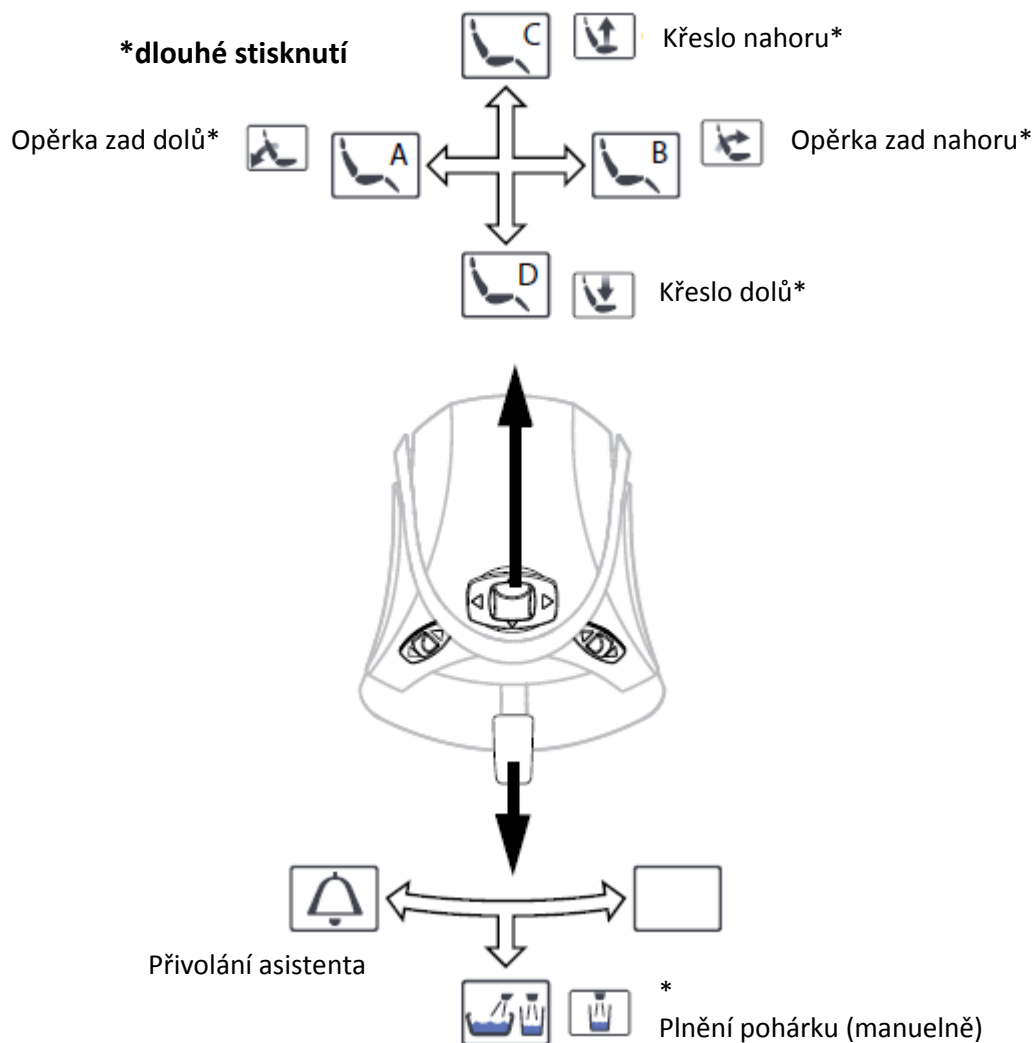 C
Křeslo nahoru*
*dlouhé stisknutí
Opěrka zad dolů*
A
B
Opěrka zad nahoru*
D
Křeslo dolů*
Přivolání asistenta
*
Plnění pohárku (manuelně)